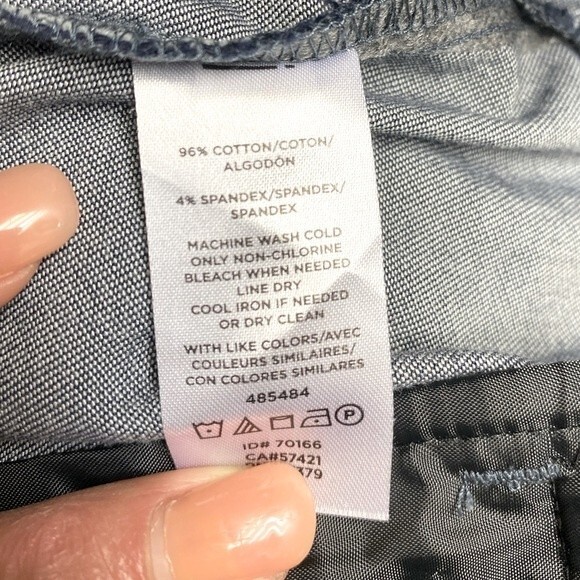 96% COTTON/COTON/
ALGODÓN
4% SPANDEX/SPANDEX/
SPANDEX
MACHINE WASH COLD
ONLY NON-CHLORINE
BLEACH WHEN NEEDED
LINE DRY
COOL IRON IF NEEDED
OR DRY CLEAN
WITH LIKE COLORS/AVEC
COULEURS SIMILAIRES/
CON COLORES SIMILARES
485484
P
ID# 70166
CA#57421
379